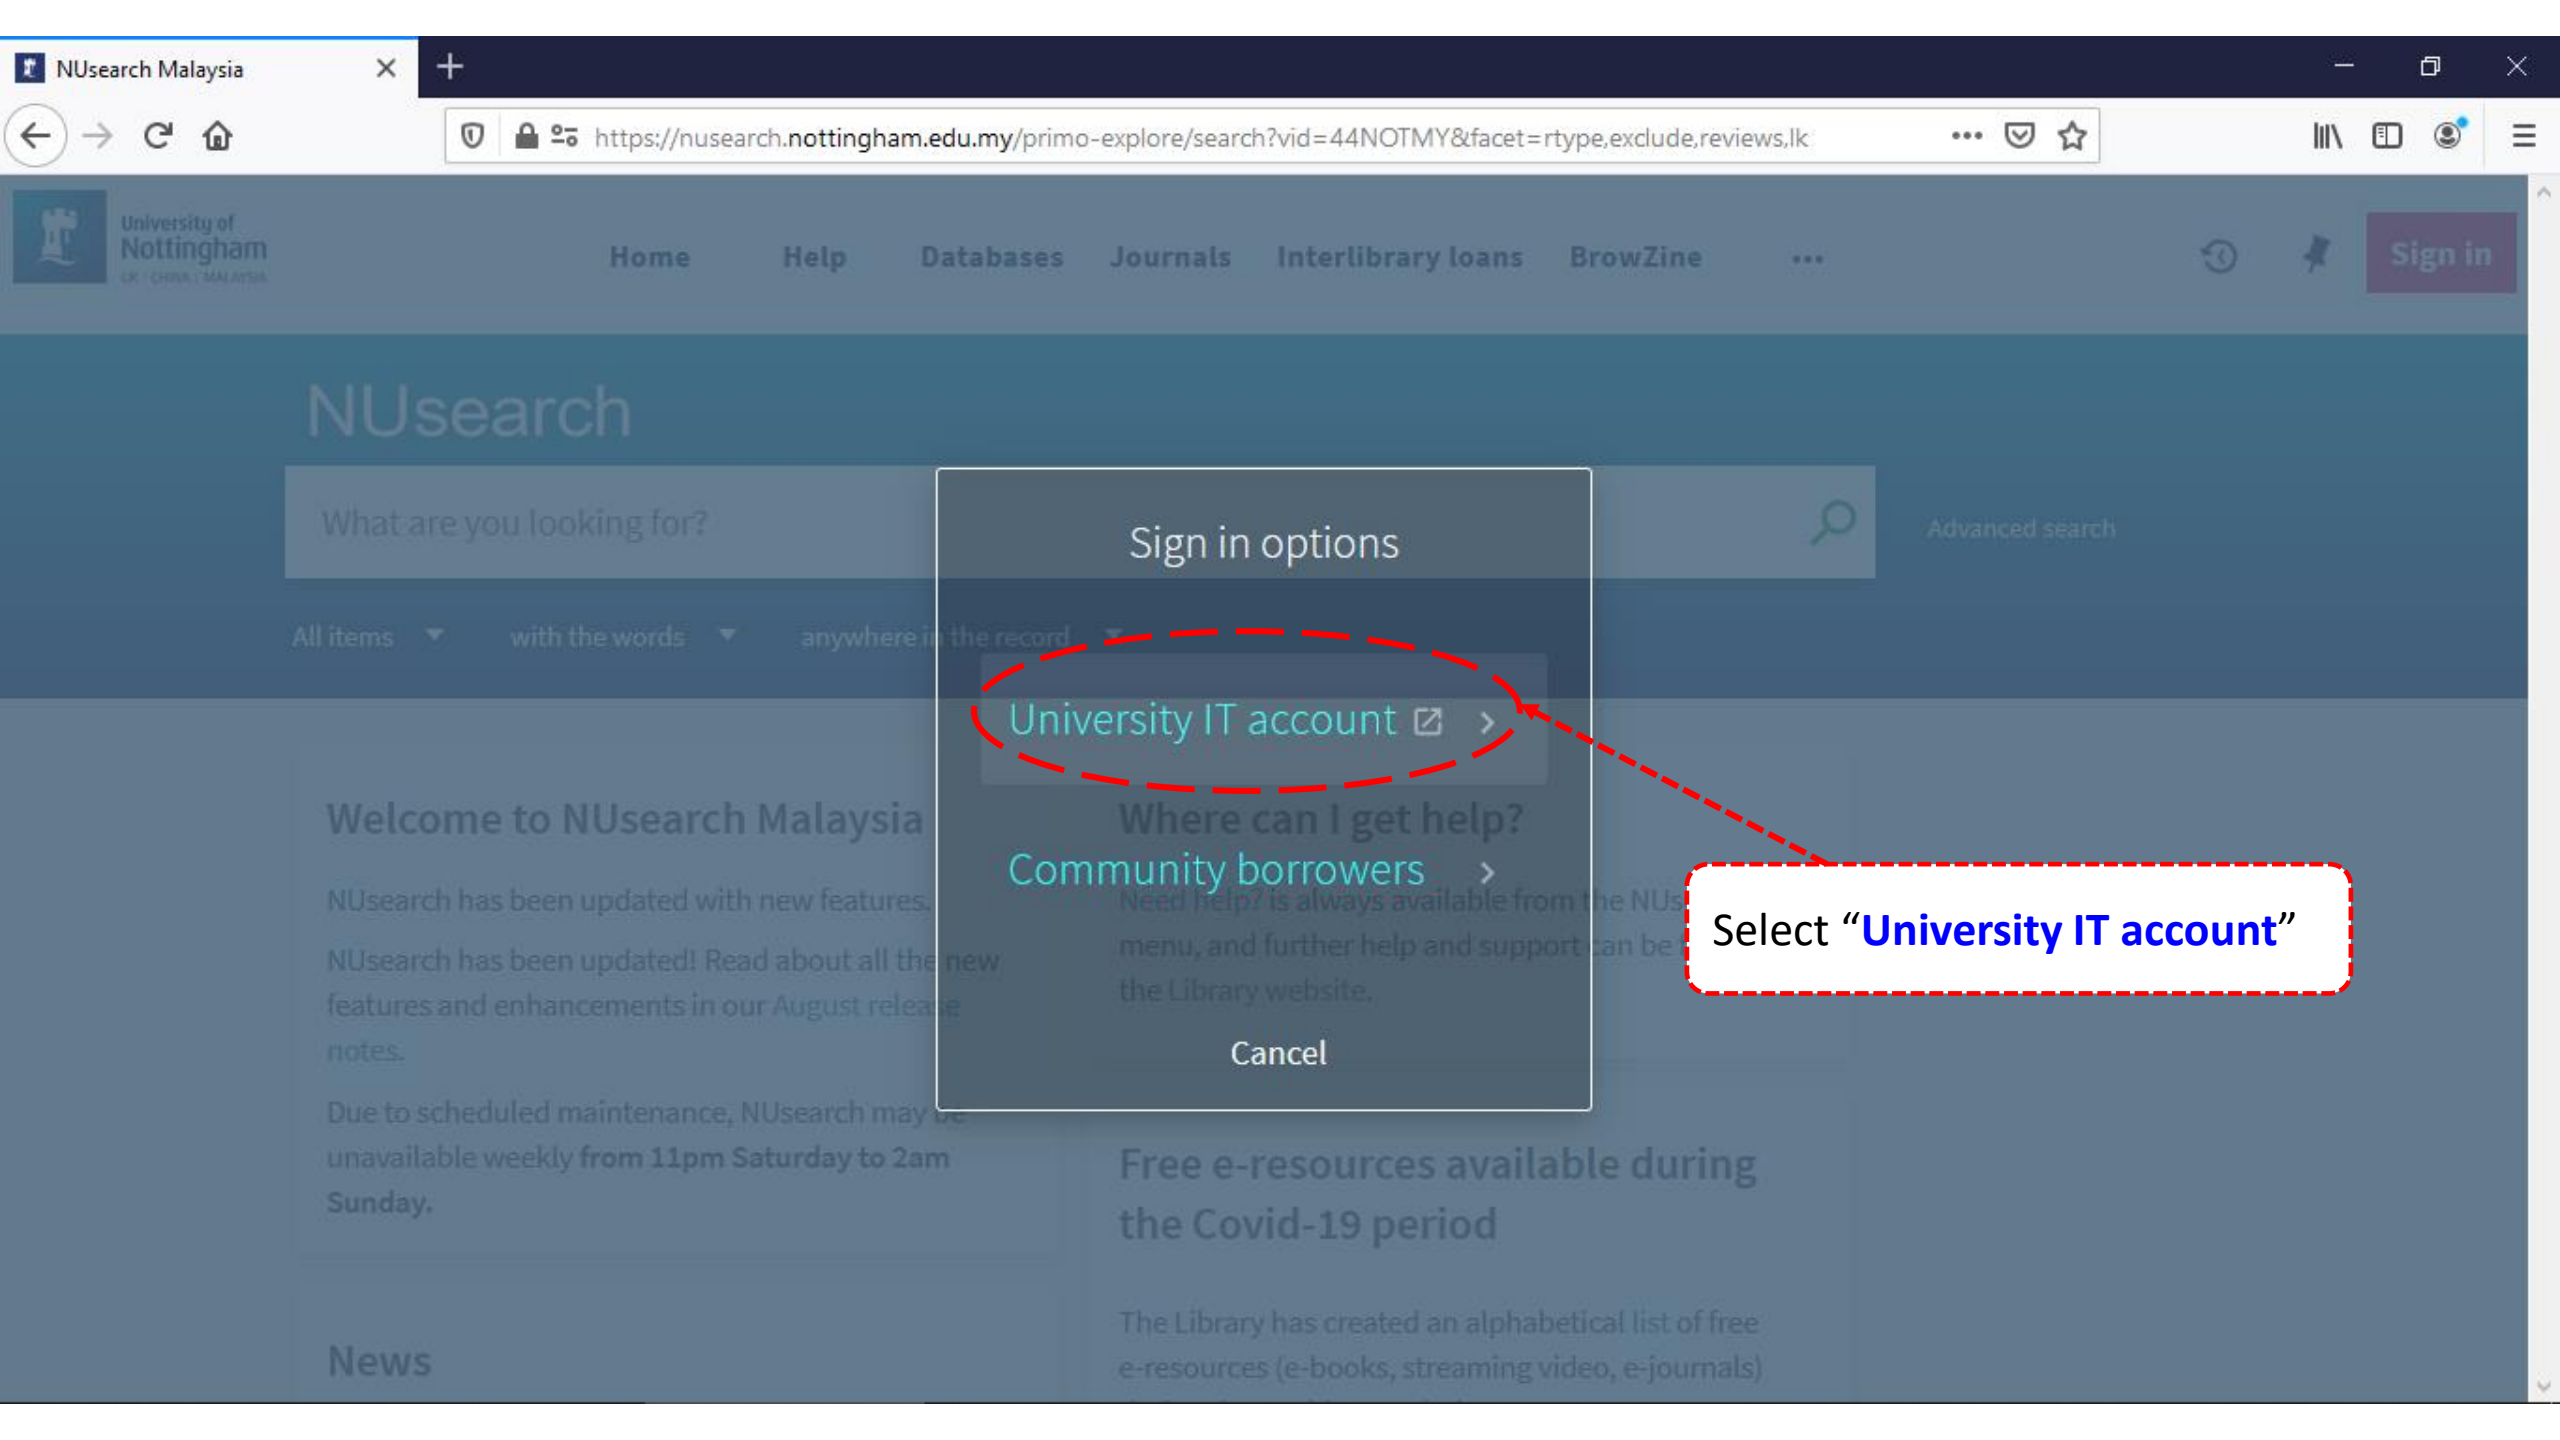 NUsearch Malaysia
https://nusearch.nottingham.edu.my/primo-explore/search?vid=44NOTMY&facet=rtype,exclude,reviews,lk
University of
Nottingham
UK | CHINA | MALAYSIA
Home Help Databases Journals Interlibrary loans BrowZine ...
Sign in
NUsearch
What are you looking for?
Advanced search
All items with the words anywhere in the record
Sign in options
University IT account
Community borrowers
Cancel
Select “University IT account”
Welcome to NUsearch Malaysia
NUsearch has been updated with new features.
NUsearch has been updated! Read about all the new
features and enhancements in our August release
notes.
Due to scheduled maintenance, NUsearch may be
unavailable weekly from 11pm Saturday to 2am
Sunday.
News
Where can I get help?
Need help? is always available from the NUs
menu, and further help and support can be
the Library website.
Free e-resources available during
the Covid-19 period
The Library has created an alphabetical list of free
e-resources (e-books, streaming video, e-journals)